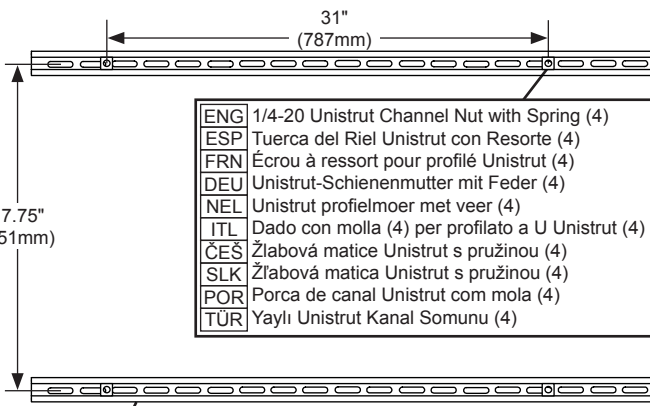 31"
(787mm)
ENG 1/4-20 Unistrut Channel Nut with Spring (4)
ESP Tuerca del Riel Unistrut con Resorte (4)
FRN Écrou à ressort pour profilé Unistrut (4)
DEU Unistrut-Schienenmutter mit Feder (4)
NEL Unistrut profielmoer met veer (4)
ITL Dado con molla (4) per profilato a U Unistrut (4)
ČEŠ Žlabová matice Unistrut s pružinou (4)
SLK Žľabová matica Unistrut s pružinou (4)
POR Porca de canal Unistrut com mola (4)
TÜR Yaylı Unistrut Kanal Somunu (4)
7.75"
51mm)